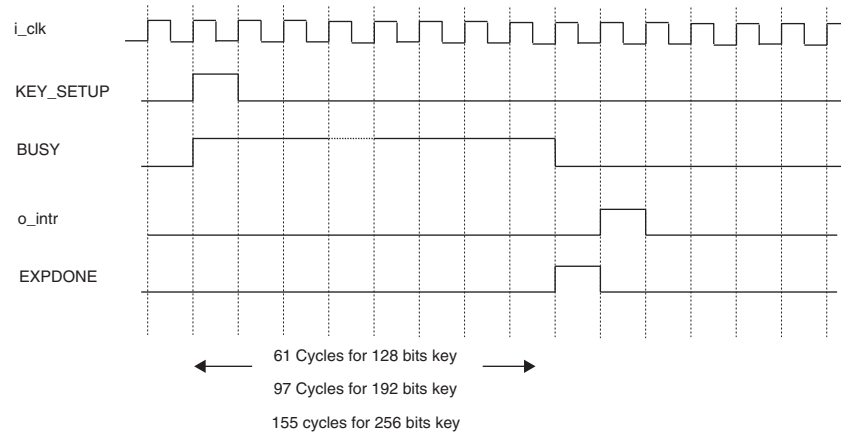 i_clk
KEY_SETUP
BUSY
o_intr
EXPDONE
61 Cycles for 128 bits key
97 Cycles for 192 bits key
155 cycles for 256 bits key